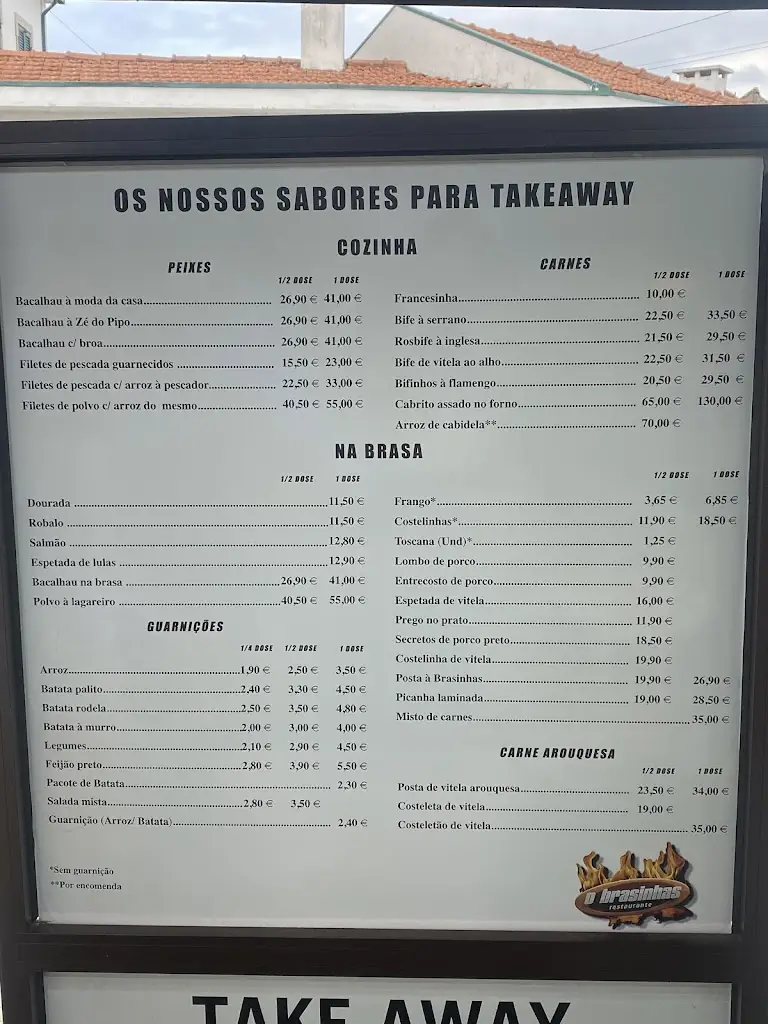 OS NOSSOS SABORES PARA TAKEAWAY
COZINHA
PEIXES
1/2 DOSE 1 DOSE
Bacalhau à moda da casa 26,90 € 41,00 €
Bacalhau à Zé do Pipo 26,90 € 41,00 €
Bacalhau c/ broa 26,90 € 41,00 €
Filetes de pescada guarnecidos 15,50 € 23,00 €
Filetes de pescada c/ arroz à pescador 22,50 € 33,00 €
Filetes de polvo c/ arroz do mesmo 40,50 € 55,00 €
CARNES
1/2 DOSE 1 DOSE
Francesinha 10,00 €
Bife à serrano 22,50 € 33,50 €
Rosbife à inglesa 21,50 € 29,50 €
Bife de vitela ao alho 22,50 € 31,50 €
Bifinhos à flamengo 20,50 € 29,50 €
Cabrito assado no forno 65,00 € 130,00 €
Arroz de cabidela** 70,00 €
NA BRASA
1/2 DOSE 1 DOSE
Dourada 11,50 €
Robalo 11,50 €
Salmão 12,80 €
Espetada de lulas 12,90 €
Bacalhau na brasa 26,90 € 41,00 €
Polvo à lagareiro 40,50 € 55,00 €
1/2 DOSE 1 DOSE
Frango* 3,65 € 6,85 €
Costelinhas* 11,90 € 18,50 €
Toscana (Und)* 1,25 €
Lombo de porco 9,90 €
Entrecosto de porco 9,90 €
Espetada de vitela 16,00 €
Prego no prato 11,90 €
Secretos de porco preto 18,50 €
Costelinha de vitela 19,90 €
Posta à Brasinhas 19,90 € 26,90 €
Picanha laminada 19,00 € 28,50 €
Misto de carnes 35,00 €
GUARNIÇÕES
1/4 DOSE 1/2 DOSE 1 DOSE
Arroz 1,90 € 2,50 € 3,50 €
Batata palito 2,40 € 3,30 € 4,50 €
Batata rodela 2,50 € 3,50 € 4,80 €
Batata à murro 2,00 € 3,00 € 4,00 €
Legumes 2,10 € 2,90 € 4,50 €
Feijão preto 2,80 € 3,90 € 5,50 €
Pacote de Batata 2,30 €
Salada mista 2,80 € 3,50 €
Guarnição (Arroz/ Batata) 2,40 €
CARNE AROUQUESA
1/2 DOSE 1 DOSE
Posta de vitela arouquesa 23,50 € 34,00 €
Costeleta de vitela 19,00 €
Costeletão de vitela 35,00 €
*Sem guarnição
**Por encomenda
O brasinhas
restaurante
TAKE AWAY